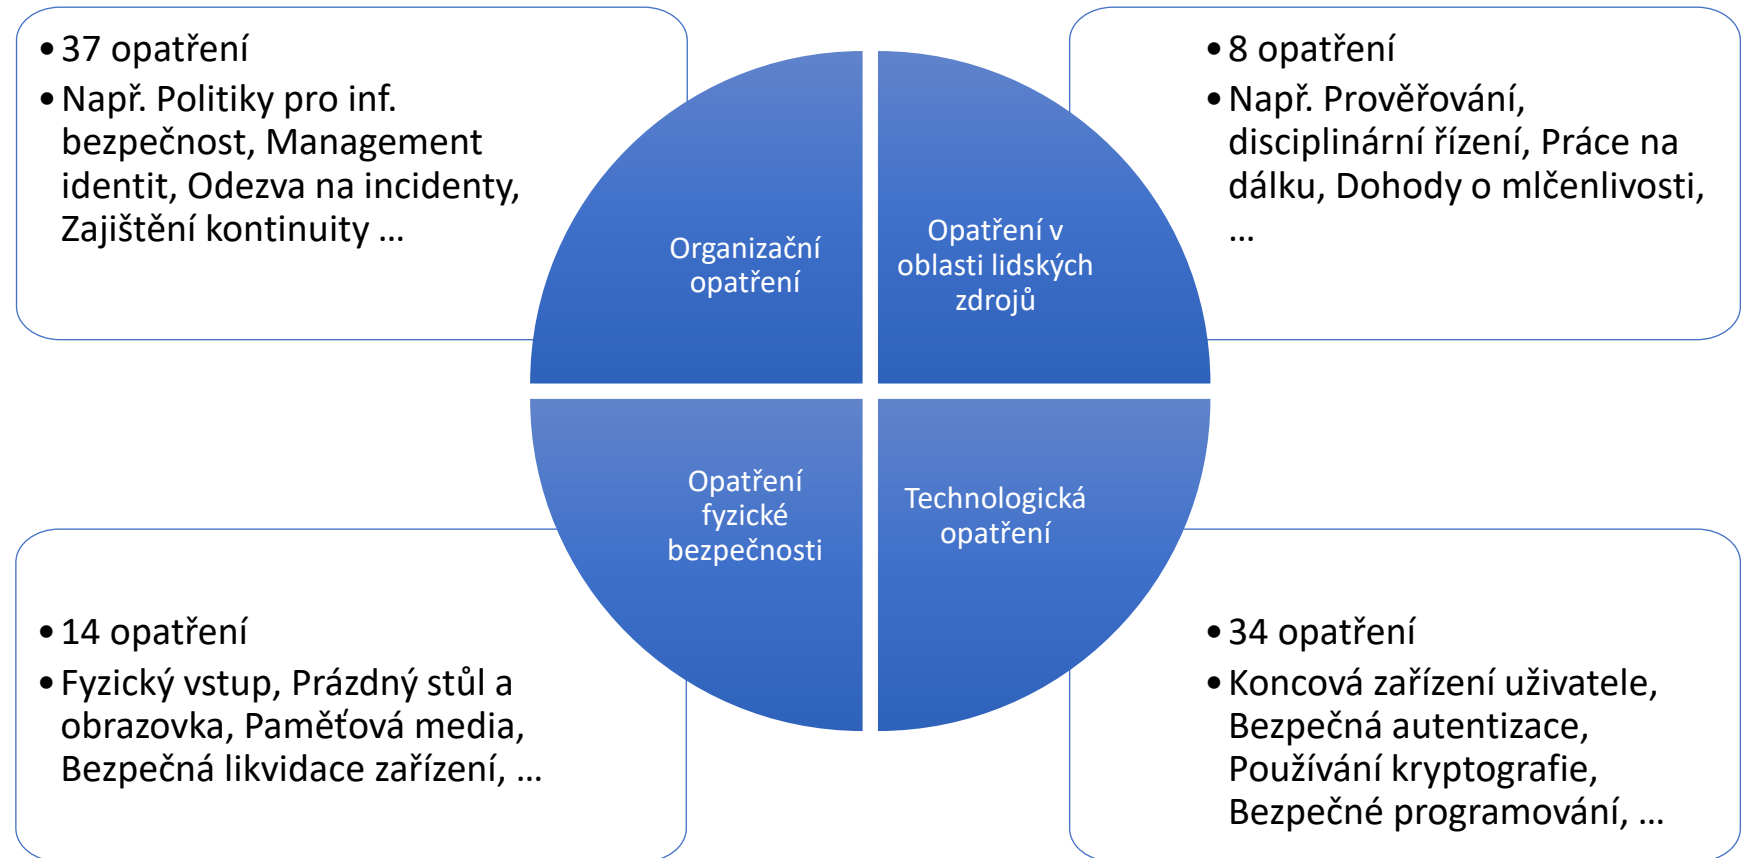 • 37 opatření
• Např. Politiky pro inf.
bezpečnost, Management
identit, Odezva na incidenty,
Zajištění kontinuity ...
• 8 opatření
• Např. Prověřování,
disciplinární řízení, Práce na
dálku, Dohody o mlčenlivosti,
...
Organizační
opatření
Opatření v
oblasti lidských
zdrojů
Opatření
fyzické
bezpečnosti
Technologická
opatření
• 14 opatření
• Fyzický vstup, Prázdný stůl a
obrazovka, Paměťová media,
Bezpečná likvidace zařízení, ...
• 34 opatření
• Koncová zařízení uživatele,
Bezpečná autentizace,
Používání kryptografie,
Bezpečné programování, ...